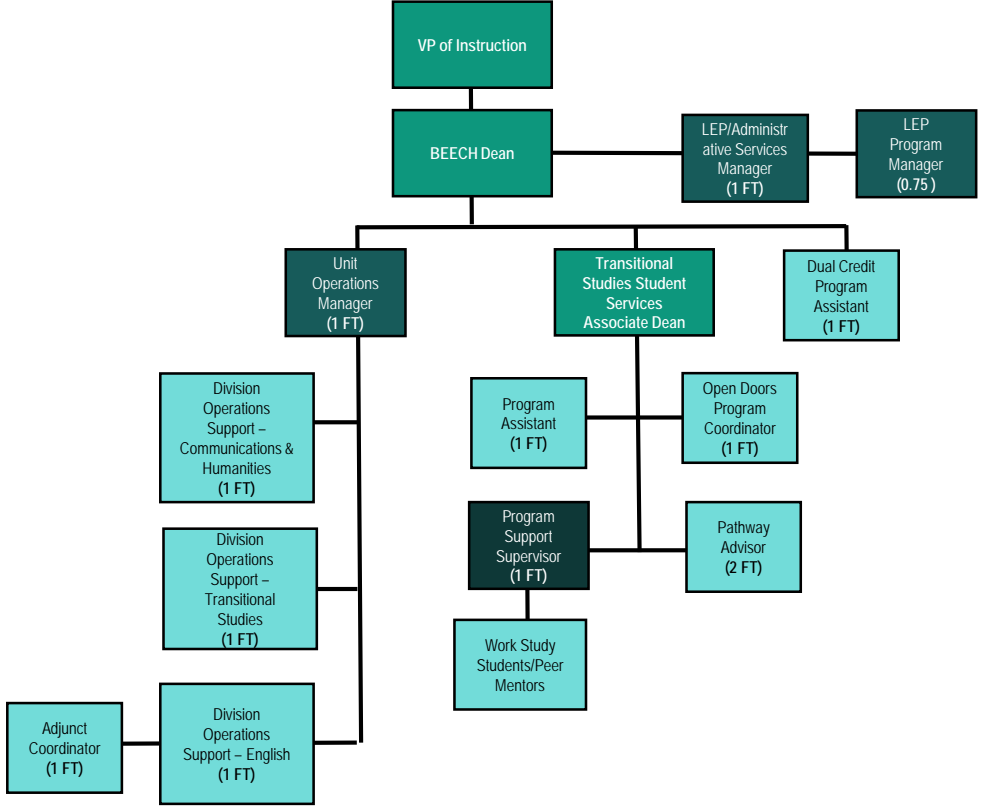 VP of Instruction
BEECH Dean
LEP/Administr
ative Services
Manager
(1 FT)
LEP
Program
Manager
(0.75 )
Unit
Operations
Manager
(1 FT)
Transitional
Studies Student
Services
Associate Dean
Dual Credit
Program
Assistant
(1 FT)
Division
Operations
Support –
Communications &
Humanities
(1 FT)
Program
Assistant
(1 FT)
Open Doors
Program
Coordinator
(1 FT)
Division
Operations
Support –
Transitional
Studies
(1 FT)
Program
Support
Supervisor
(1 FT)
Pathway
Advisor
(2 FT)
Work Study
Students/Peer
Mentors
Adjunct
Coordinator
(1 FT)
Division
Operations
Support – English
(1 FT)